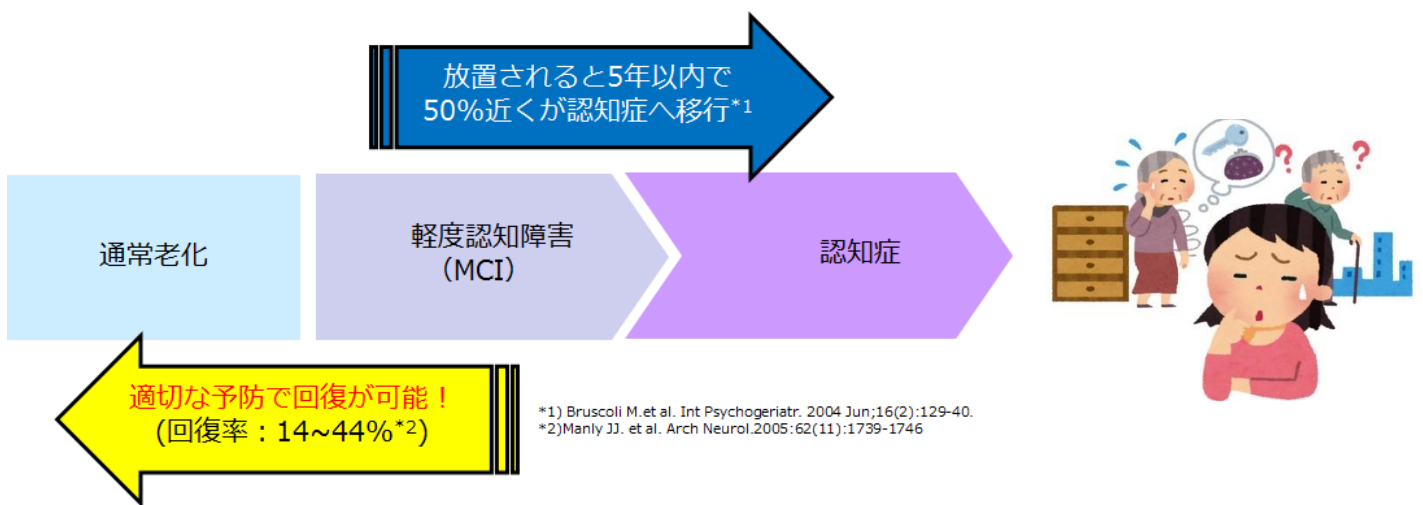 放置されると5年以内で
50%近くが認知症へ移行*1
通常老化
軽度認知障害
（MCI）
認知症
適切な予防で回復が可能！
(回復率：14~44%*2)
*1) Bruscoli M.et al. Int Psychogeriatr. 2004 Jun;16(2):129-40.
*2)Manly JJ. et al. Arch Neurol.2005:62(11):1739-1746
? ?